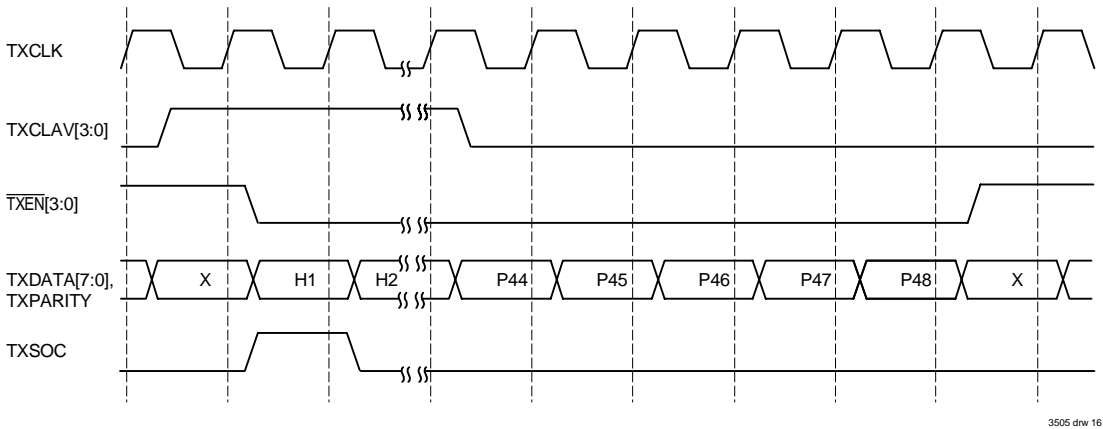 TXCLK
TXCLAV[3:0]
TXEN[3:0]
TXDATA[7:0],
TXPARITY
X H1 H2 P44 P45 P46 P47 P48 X
TXSOC
3505 drw 16